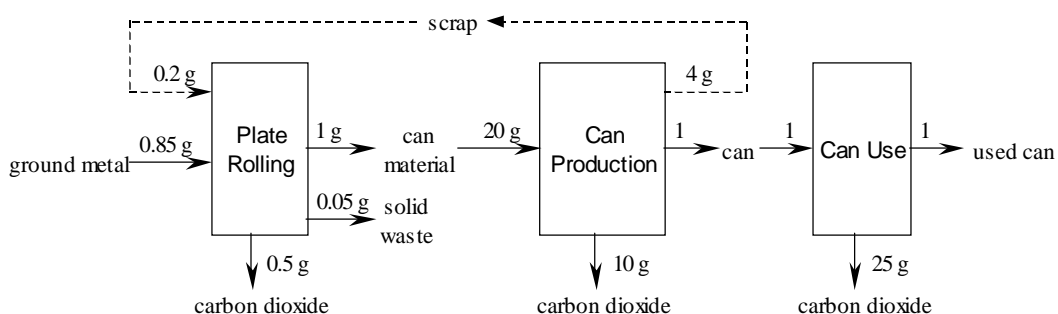 scrap
0.2 g
4 g
Plate
Rolling
Can
Production
Can Use
0.85 g
ground metal
1 g
can
material
20 g
1
can
1
1
used can
0.05 g
solid
waste
0.5 g
10 g
25 g
carbon dioxide
carbon dioxide
carbon dioxide